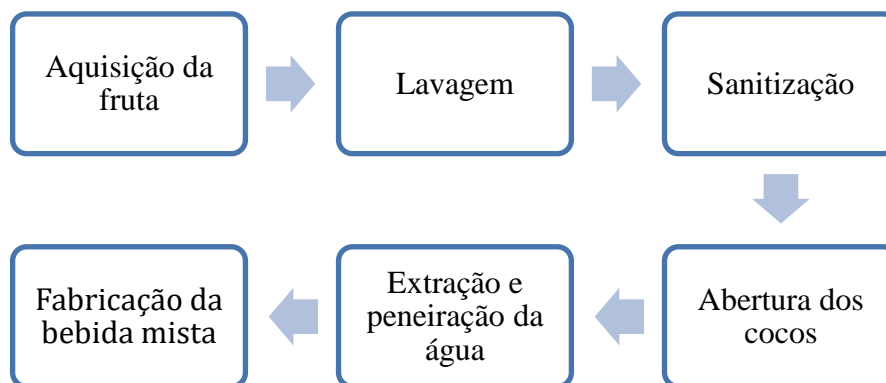 Aquisição da
fruta
Lavagem
Sanitização
Abertura dos
cocos
Extração e
peneiração da
água
Fabricação da
bebida mista